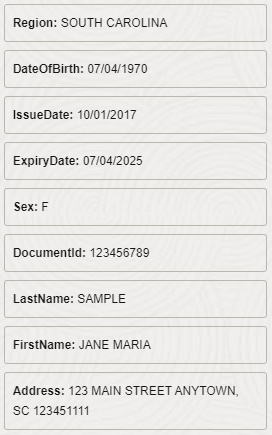 Region: SOUTH CAROLINA
DateOfBirth: 07/04/1970
IssueDate: 10/01/2017
ExpiryDate: 07/04/2025
Sex: F
DocumentId: 123456789
LastName: SAMPLE
FirstName: JANE MARIA
Address: 123 MAIN STREET ANYTOWN,
SC 123451111